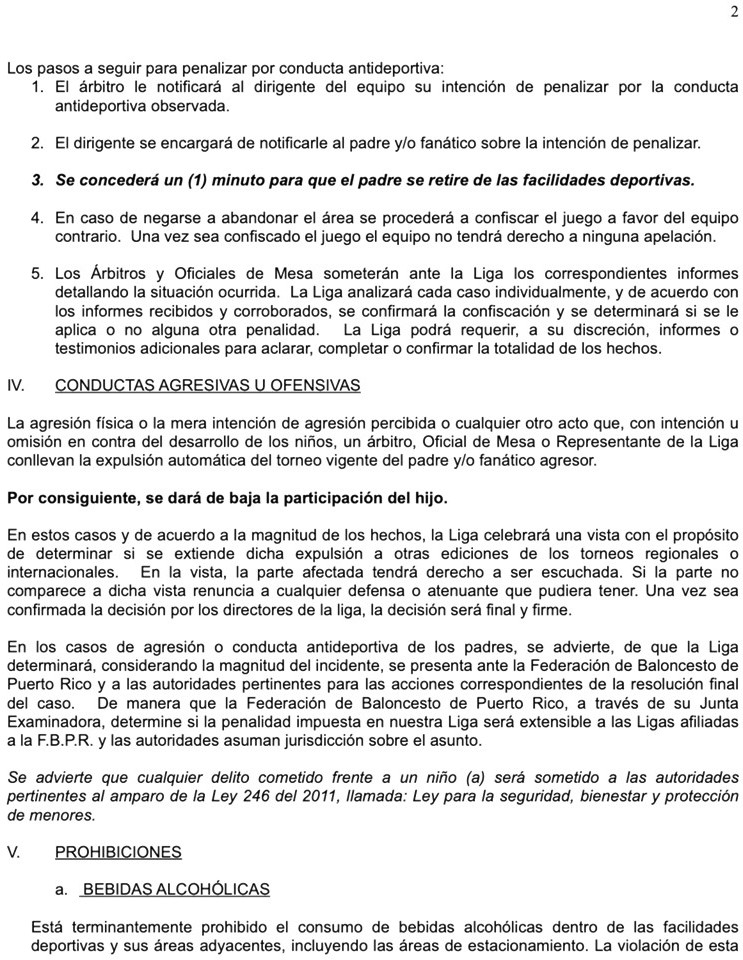 2
Los pasos a seguir para penalizar por conducta antideportiva:
1. El árbitro le notificará al dirigente del equipo su intención de penalizar por la conducta
antideportiva observada.
2. El dirigente se encargará de notificarle al padre y/o fanático sobre la intención de penalizar.
3. Se concederá un (1) minuto para que el padre se retire de las facilidades deportivas.
4. En caso de negarse a abandonar el área se procederá a confiscar el juego a favor del equipo
contrario. Una vez sea confiscado el juego el equipo no tendrá derecho a ninguna apelación.
5. Los Árbitros y Oficiales de Mesa someterán ante la Liga los correspondientes informes
detallando la situación ocurrida. La Liga analizará cada caso individualmente, y de acuerdo con
los informes recibidos y corroborados, se confirmará la confiscación y se determinará si se le
aplica o no alguna otra penalidad. La Liga podrá requerir, a su discreción, informes o
testimonios adicionales para aclarar, completar o confirmar la totalidad de los hechos.
IV. CONDUCTAS AGRESIVAS U OFENSIVAS
La agresión física o la mera intención de agresión percibida o cualquier otro acto que, con intención u
omisión en contra del desarrollo de los niños, un árbitro, Oficial de Mesa o Representante de la Liga
conllevan la expulsión automática del torneo vigente del padre y/o fanático agresor.
Por consiguiente, se dará de baja la participación del hijo.
En estos casos y de acuerdo a la magnitud de los hechos, la Liga celebrará una vista con el propósito
de determinar si se extiende dicha expulsión a otras ediciones de los torneos regionales o
internacionales. En la vista, la parte afectada tendrá derecho a ser escuchada. Si la parte no
comparece a dicha vista renuncia a cualquier defensa o atenuante que pudiera tener. Una vez sea
confirmada la decisión por los directores de la liga, la decisión será final y firme.
En los casos de agresión o conducta antideportiva de los padres, se advierte, de que la Liga
determinará, considerando la magnitud del incidente, se presenta ante la Federación de Baloncesto de
Puerto Rico y a las autoridades pertinentes para las acciones correspondientes de la resolución final
del caso. De manera que la Federación de Baloncesto de Puerto Rico, a través de su Junta
Examinadora, determine si la penalidad impuesta en nuestra Liga será extensible a las Ligas afiliadas
a la F.B.P.R. y las autoridades asuman jurisdicción sobre el asunto.
Se advierte que cualquier delito cometido frente a un niño (a) será sometido a las autoridades
pertinentes al amparo de la Ley 246 del 2011, llamada: Ley para la seguridad, bienestar y protección
de menores.
V. PROHIBICIONES
a. BEBIDAS ALCOHÓLICAS
Está terminantemente prohibido el consumo de bebidas alcohólicas dentro de las facilidades
deportivas y sus áreas adyacentes, incluyendo las áreas de estacionamiento. La violación de esta